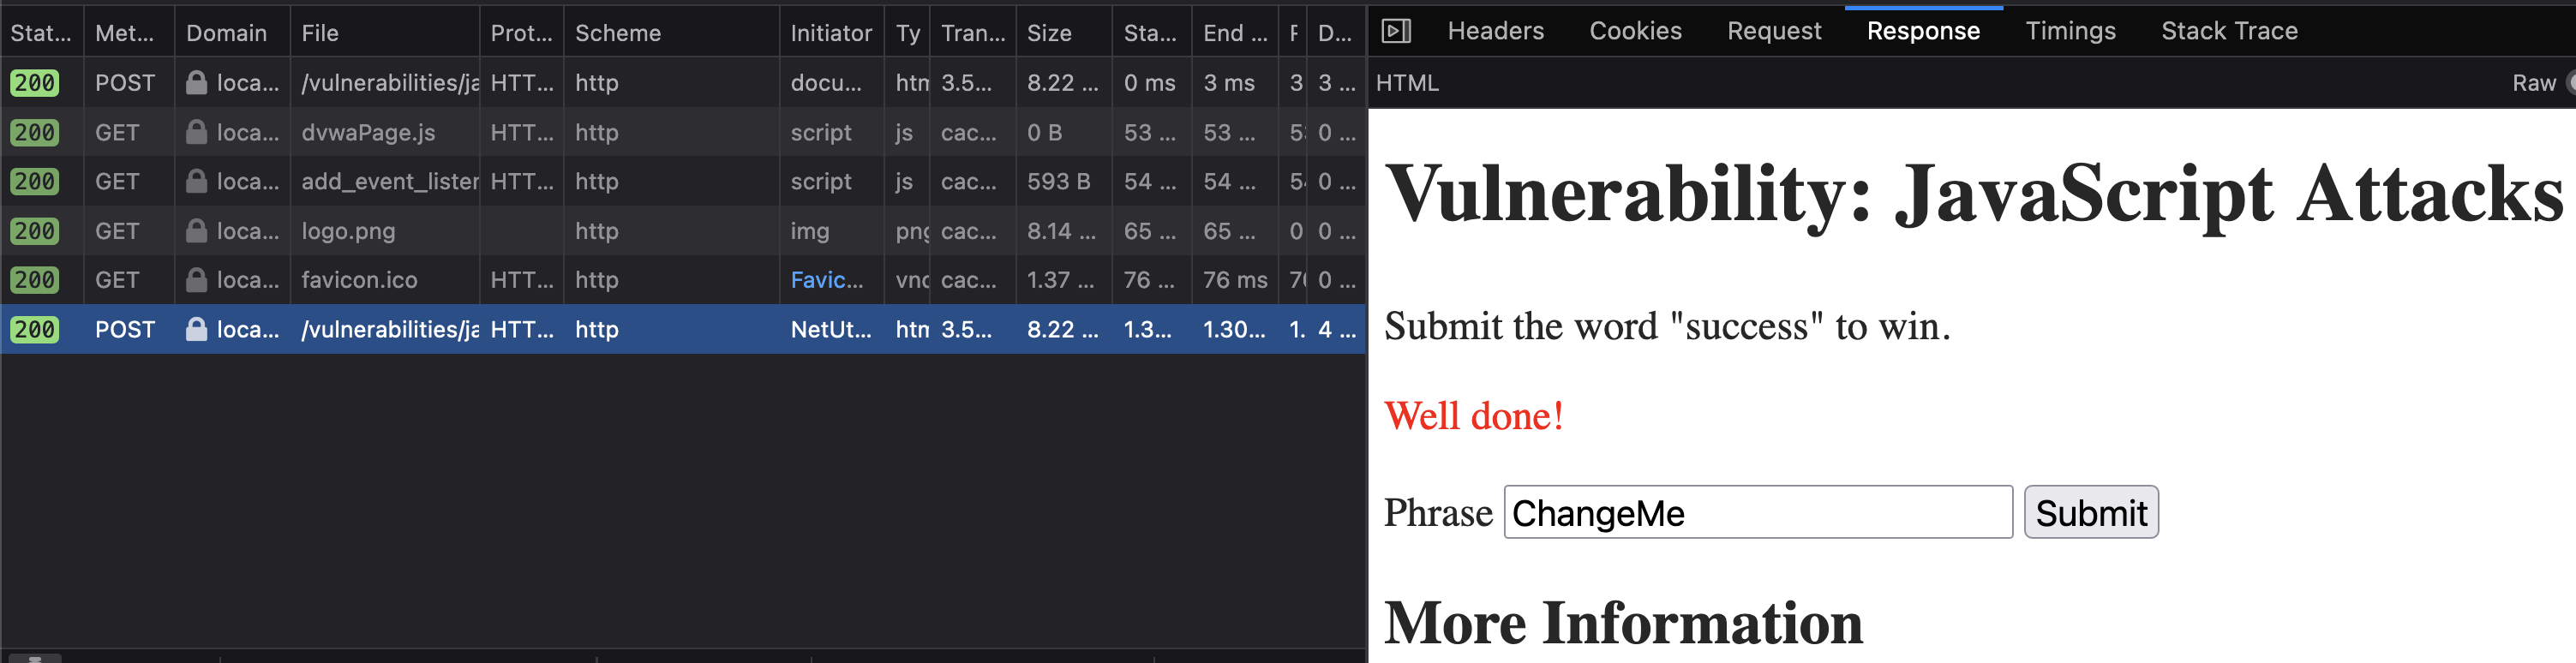 Stat... Met... Domain File Prot... Scheme Initiator Ty Tran... Size Sta... End ... F D...
200 POST loca... /vulnerabilities/ja HTT... http docu... htm 3.5... 8.22 ... 0 ms 3 ms 3 3 ...
200 GET loca... dvwaPage.js HTT... http script js cac... 0 B 53 ... 53 ... 53 0 ...
200 GET loca... add_event_lister HTT... http script js cac... 593 B 54 ... 54 ... 54 0 ...
200 GET loca... logo.png http img png cac... 8.14 ... 65 ... 65 ... 0 0 ...
200 GET loca... favicon.ico HTT... http Favic... vnd cac... 1.37 ... 76 ... 76 ms 76 0 ...
200 POST loca... /vulnerabilities/ja HTT... http NetUt... htm 3.5... 8.22 ... 1.3... 1.30... 1. 4 ...
Headers Cookies Request Response Timings Stack Trace
HTML Raw
Vulnerability: JavaScript Attacks
Submit the word "success" to win.
Well done!
Phrase ChangeMe Submit
More Information